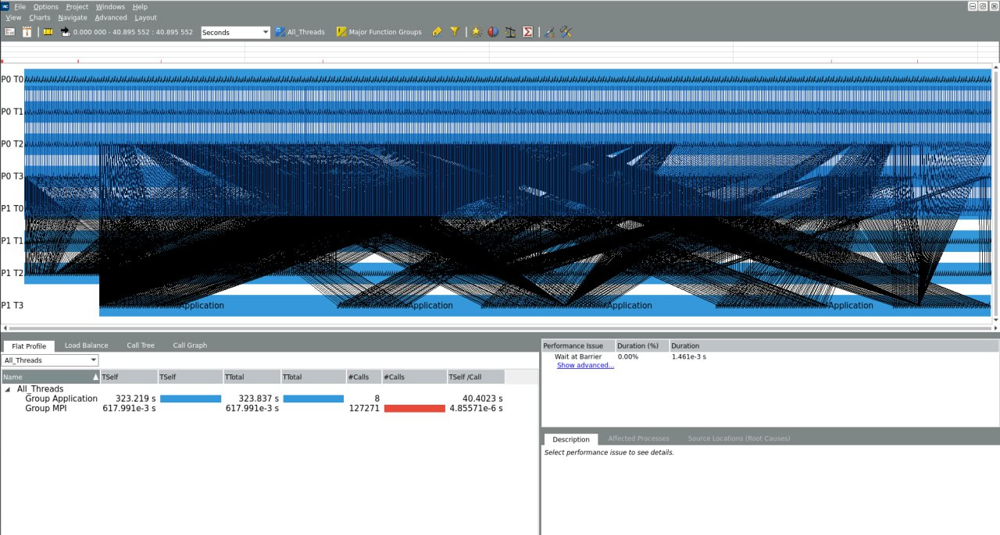 File Options Project Windows Help
View Charts Navigate Advanced Layout
0.000 000 - 40.895 552 : 40.895 552 Seconds All_Threads Major Function Groups
P0 T0
P0 T1
P0 T2
P0 T3
P1 T0
P1 T1
P1 T2
P1 T3 Application Application Application Application
Flat Profile Load Balance Call Tree Call Graph
All_Threads
Name TSelf TSelf TTotal TTotal #Calls #Calls TSelf /Call
All_Threads
Group Application 323.219 s 323.837 s 8 40.4023 s
Group MPI 617.991e-3 s 617.991e-3 s 127271 4.85571e-6 s
Performance Issue Duration (%) Duration
Wait at Barrier 0.00% 1.461e-3 s
Show advanced...
Description Affected Processes Source Locations (Root Causes)
Select performance issue to see details.